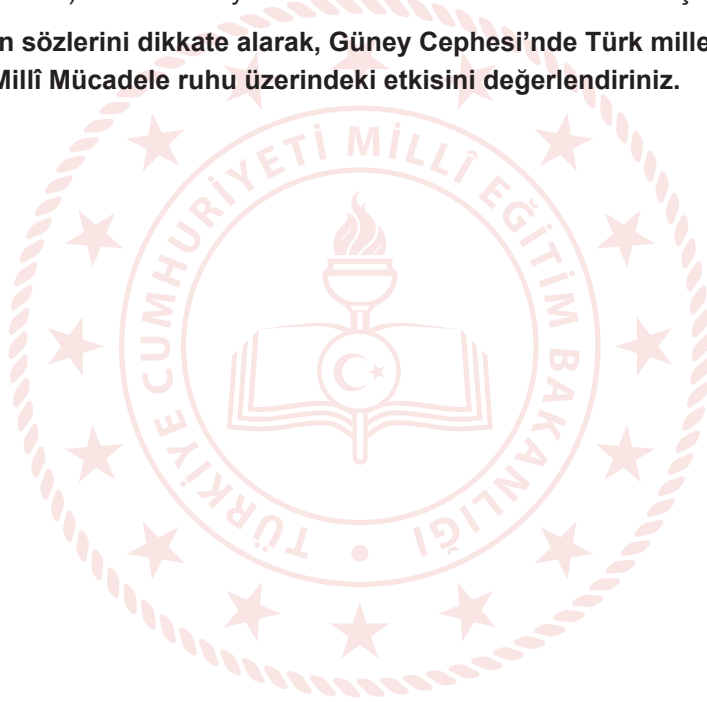 n sözlerini dikkate alarak, Güney Cephesi’nde Türk mille
Millî Mücadele ruhu üzerindeki etkisini değerlendiriniz.
TÜRKİYE CUMHURİYETİ MİLLÎ EĞİTİM BAKANLIĞI